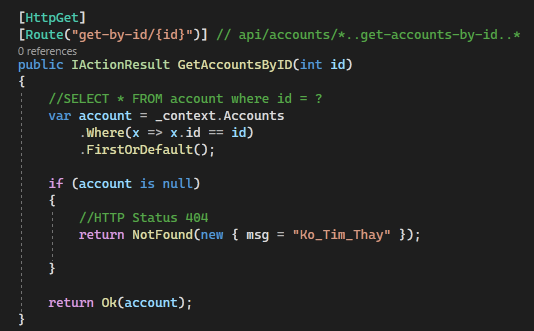 [HttpGet]
[Route("get-by-id/{id}")] // api/accounts/*..get-accounts-by-id..*
0 references
public IActionResult GetAccountsByID(int id)
{
//SELECT * FROM account where id = ?
var account = _context.Accounts
.Where(x => x.id == id)
.FirstOrDefault();
if (account is null)
{
//HTTP Status 404
return NotFound(new { msg = "Ko_Tim_Thay" });
}
return Ok(account);
}